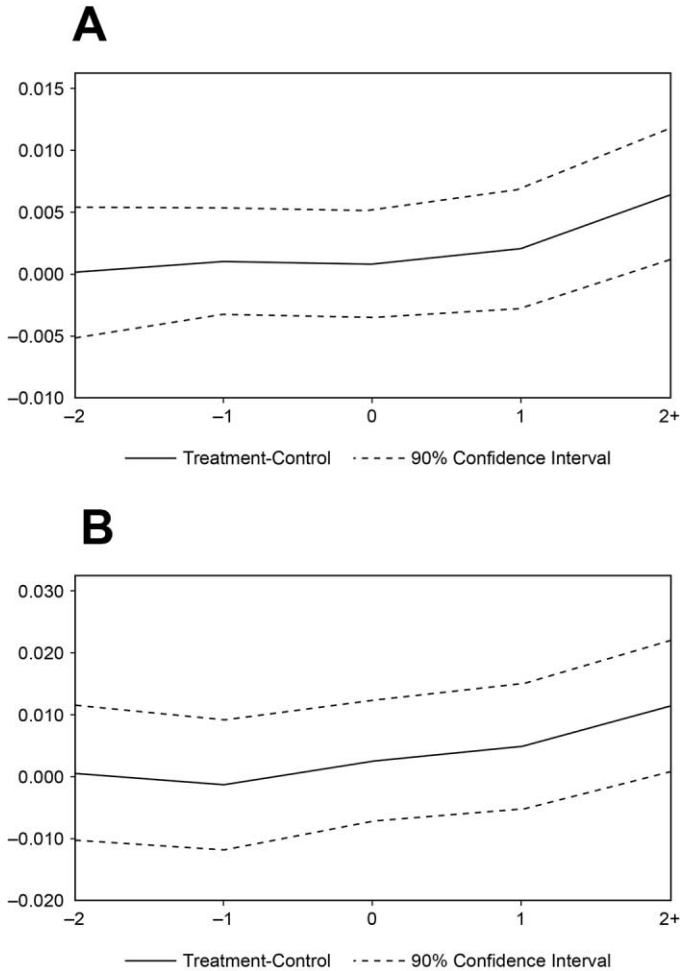 A
0.015
0.010
0.005
0.000
–0.005
–0.010
–2 –1 0 1 2+
Treatment-Control 90% Confidence Interval
B
0.030
0.020
0.010
0.000
–0.010
–0.020
–2 –1 0 1 2+
Treatment-Control 90% Confidence Interval